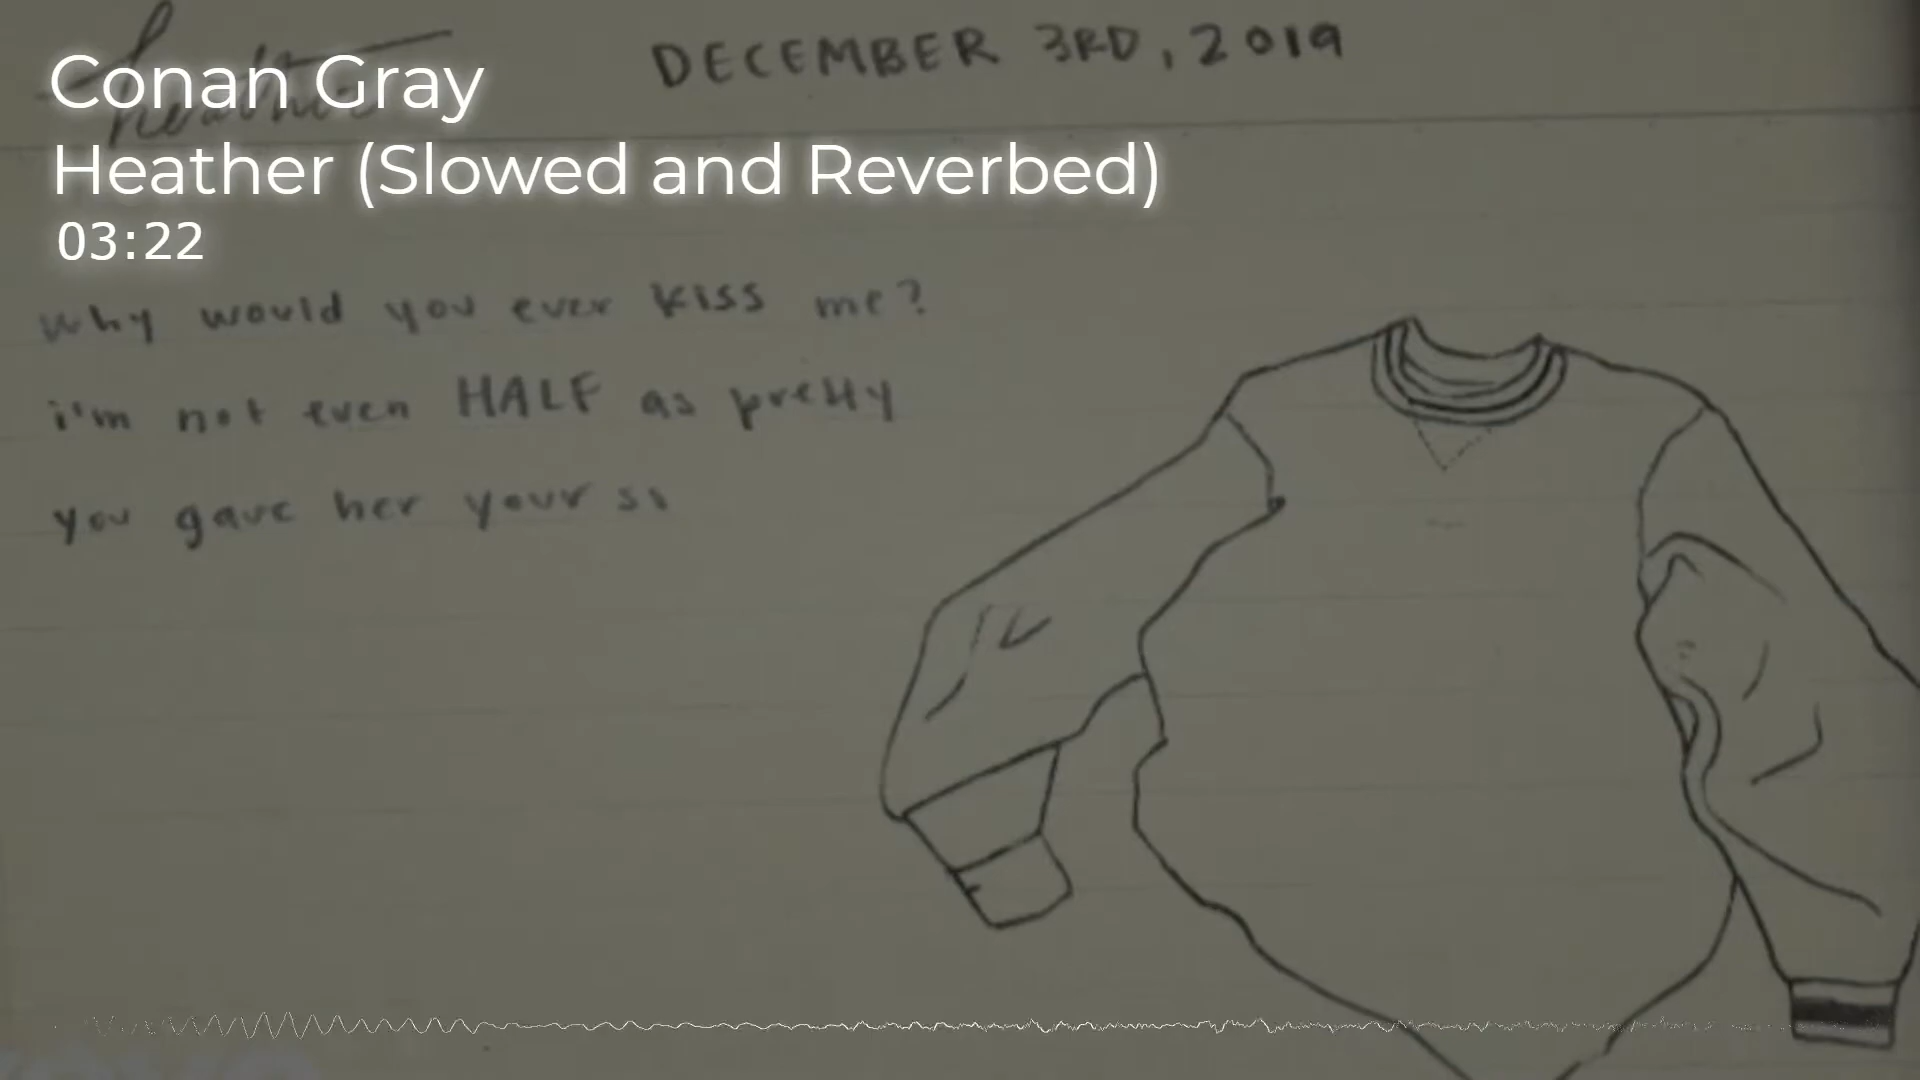 heather
DECEMBER 3RD, 2019
Conan Gray
Heather (Slowed and Reverbed)
03:22
why would you ever kiss me?
i'm not even HALF as pretty
you gave her your